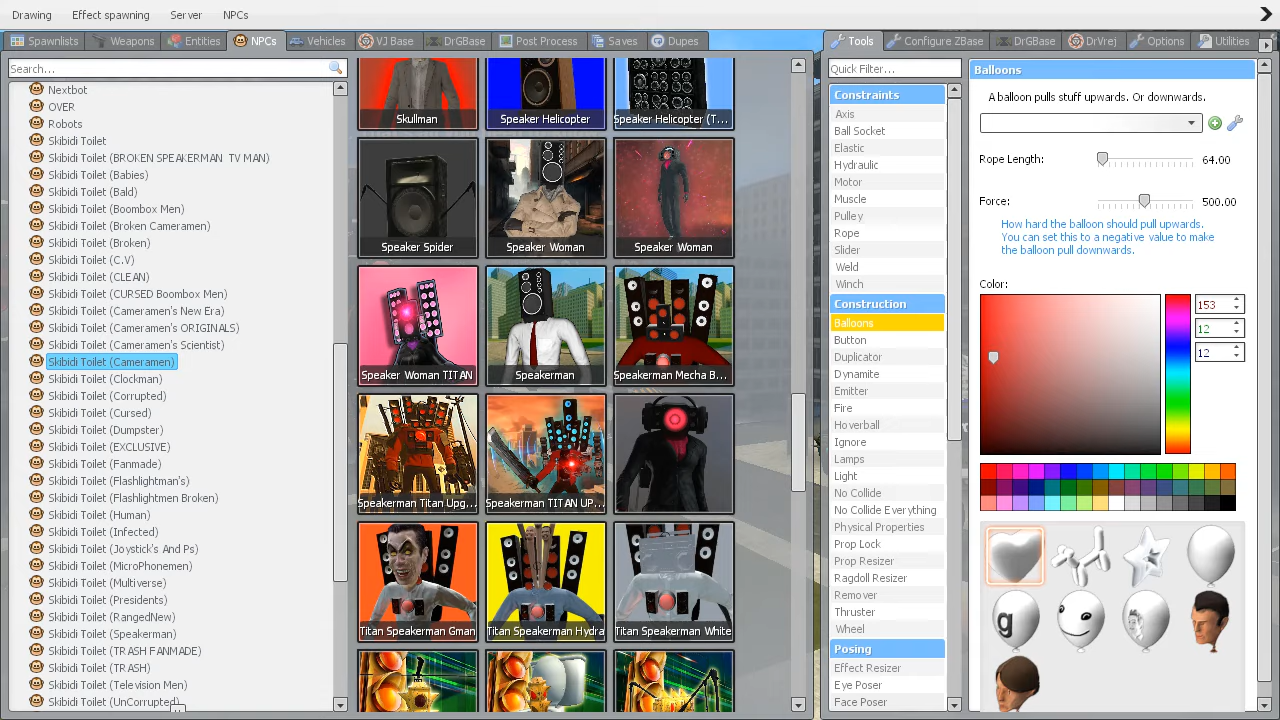 Drawing Effect spawning Server NPCs
Spawnlists Weapons Entities NPCs Vehicles VJ Base DrGBase Post Process Saves Dupes
Tools Configure ZBase DrGBase DrVrej Options Utilities
Search...
Nextbot
OVER
Robots
Skibidi Toilet
Skibidi Toilet (BROKEN SPEAKERMAN TV MAN)
Skibidi Toilet (Babies)
Skibidi Toilet (Bald)
Skibidi Toilet (Boombox Men)
Skibidi Toilet (Broken Cameramen)
Skibidi Toilet (Broken)
Skibidi Toilet (C.V)
Skibidi Toilet (CLEAN)
Skibidi Toilet (CURSED Boombox Men)
Skibidi Toilet (Cameramen's New Era)
Skibidi Toilet (Cameramen's ORIGINALS)
Skibidi Toilet (Cameramen's Scientist)
Skibidi Toilet (Cameramen)
Skibidi Toilet (Clockman)
Skibidi Toilet (Corrupted)
Skibidi Toilet (Cursed)
Skibidi Toilet (Dumpster)
Skibidi Toilet (EXCLUSIVE)
Skibidi Toilet (Fanmade)
Skibidi Toilet (Flashlightman's)
Skibidi Toilet (Flashlighthen Broken)
Skibidi Toilet (Human)
Skibidi Toilet (Infected)
Skibidi Toilet (Joystick's And Ps)
Skibidi Toilet (MicrPhonemen)
Skibidi Toilet (Multiverse)
Skibidi Toilet (Presidents)
Skibidi Toilet (RangedNew)
Skibidi Toilet (Speakerman)
Skibidi Toilet (TRASH FANMADE)
Skibidi Toilet (TRASH)
Skibidi Toilet (Television Men)
Skibidi Toilet (UnCorrupted)
Skullman Speaker Helicopter Speaker Helicopter (T...
Speaker Spider Speaker Woman Speaker Woman
Speaker Woman TITAN Speakerman Speakerman Mecha B...
Speakerman Titan Upg... Speakerman TITAN UP...
Titan Speakerman Gman Titan Speakerman Hydra Titan Speakerman White
Quick Filter...
Constraints
Axis
Ball Socket
Elastic
Hydraulic
Motor
Muscle
Pulley
Rope
Slider
Weld
Winch
Construction
Balloons
Button
Duplicator
Dynamite
Emitter
Fire
Hoverball
Ignore
Lamps
Light
No Collide
No Collide Everything
Physical Properties
Prop Lock
Prop Resizer
Ragdoll Resizer
Remover
Thruster
Wheel
Posing
Effect Resizer
Eye Poser
Face Poser
Balloons
A balloon pulls stuff upwards. Or downwards.
Rope Length: 64.00
Force: 500.00
How hard the balloon should pull upwards.
You can set this to a negative value to make
the balloon pull downwards.
Color:
153
12
12
g